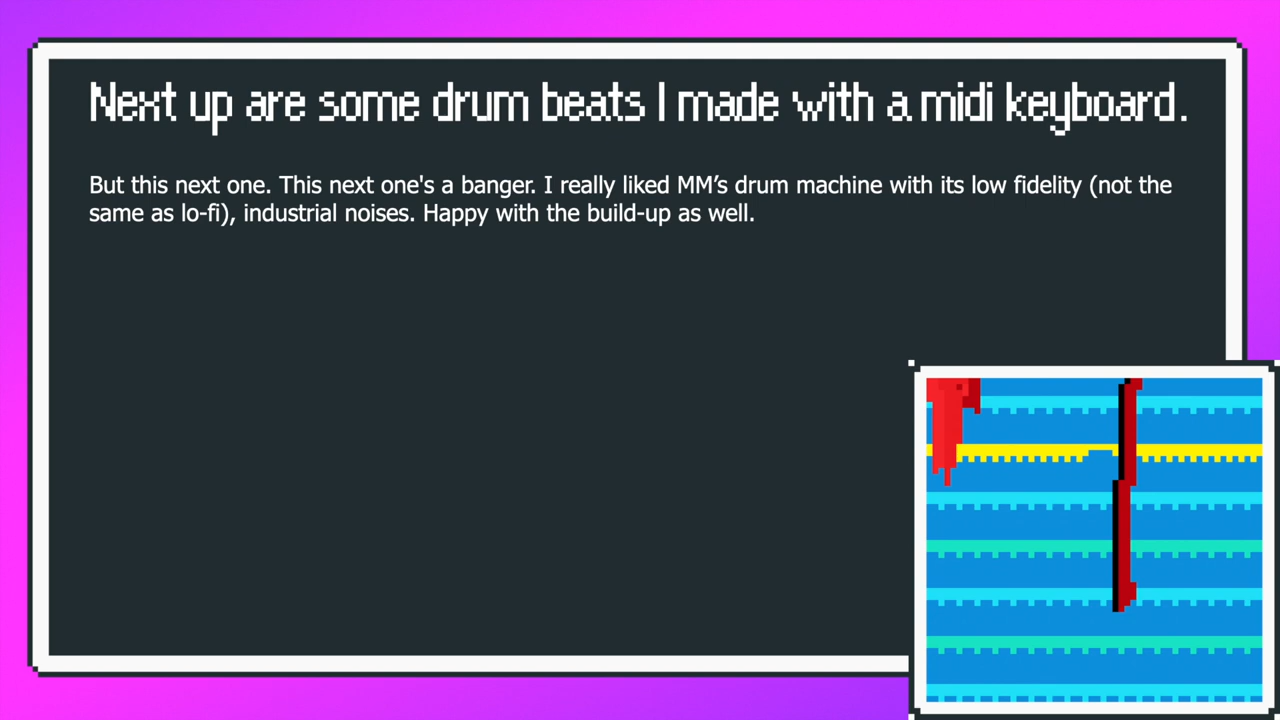 Next up are some drum beats I made with a midi keyboard.
But this next one. This next one's a banger. I really liked MM’s drum machine with its low fidelity (not the
same as lo-fi), industrial noises. Happy with the build-up as well.